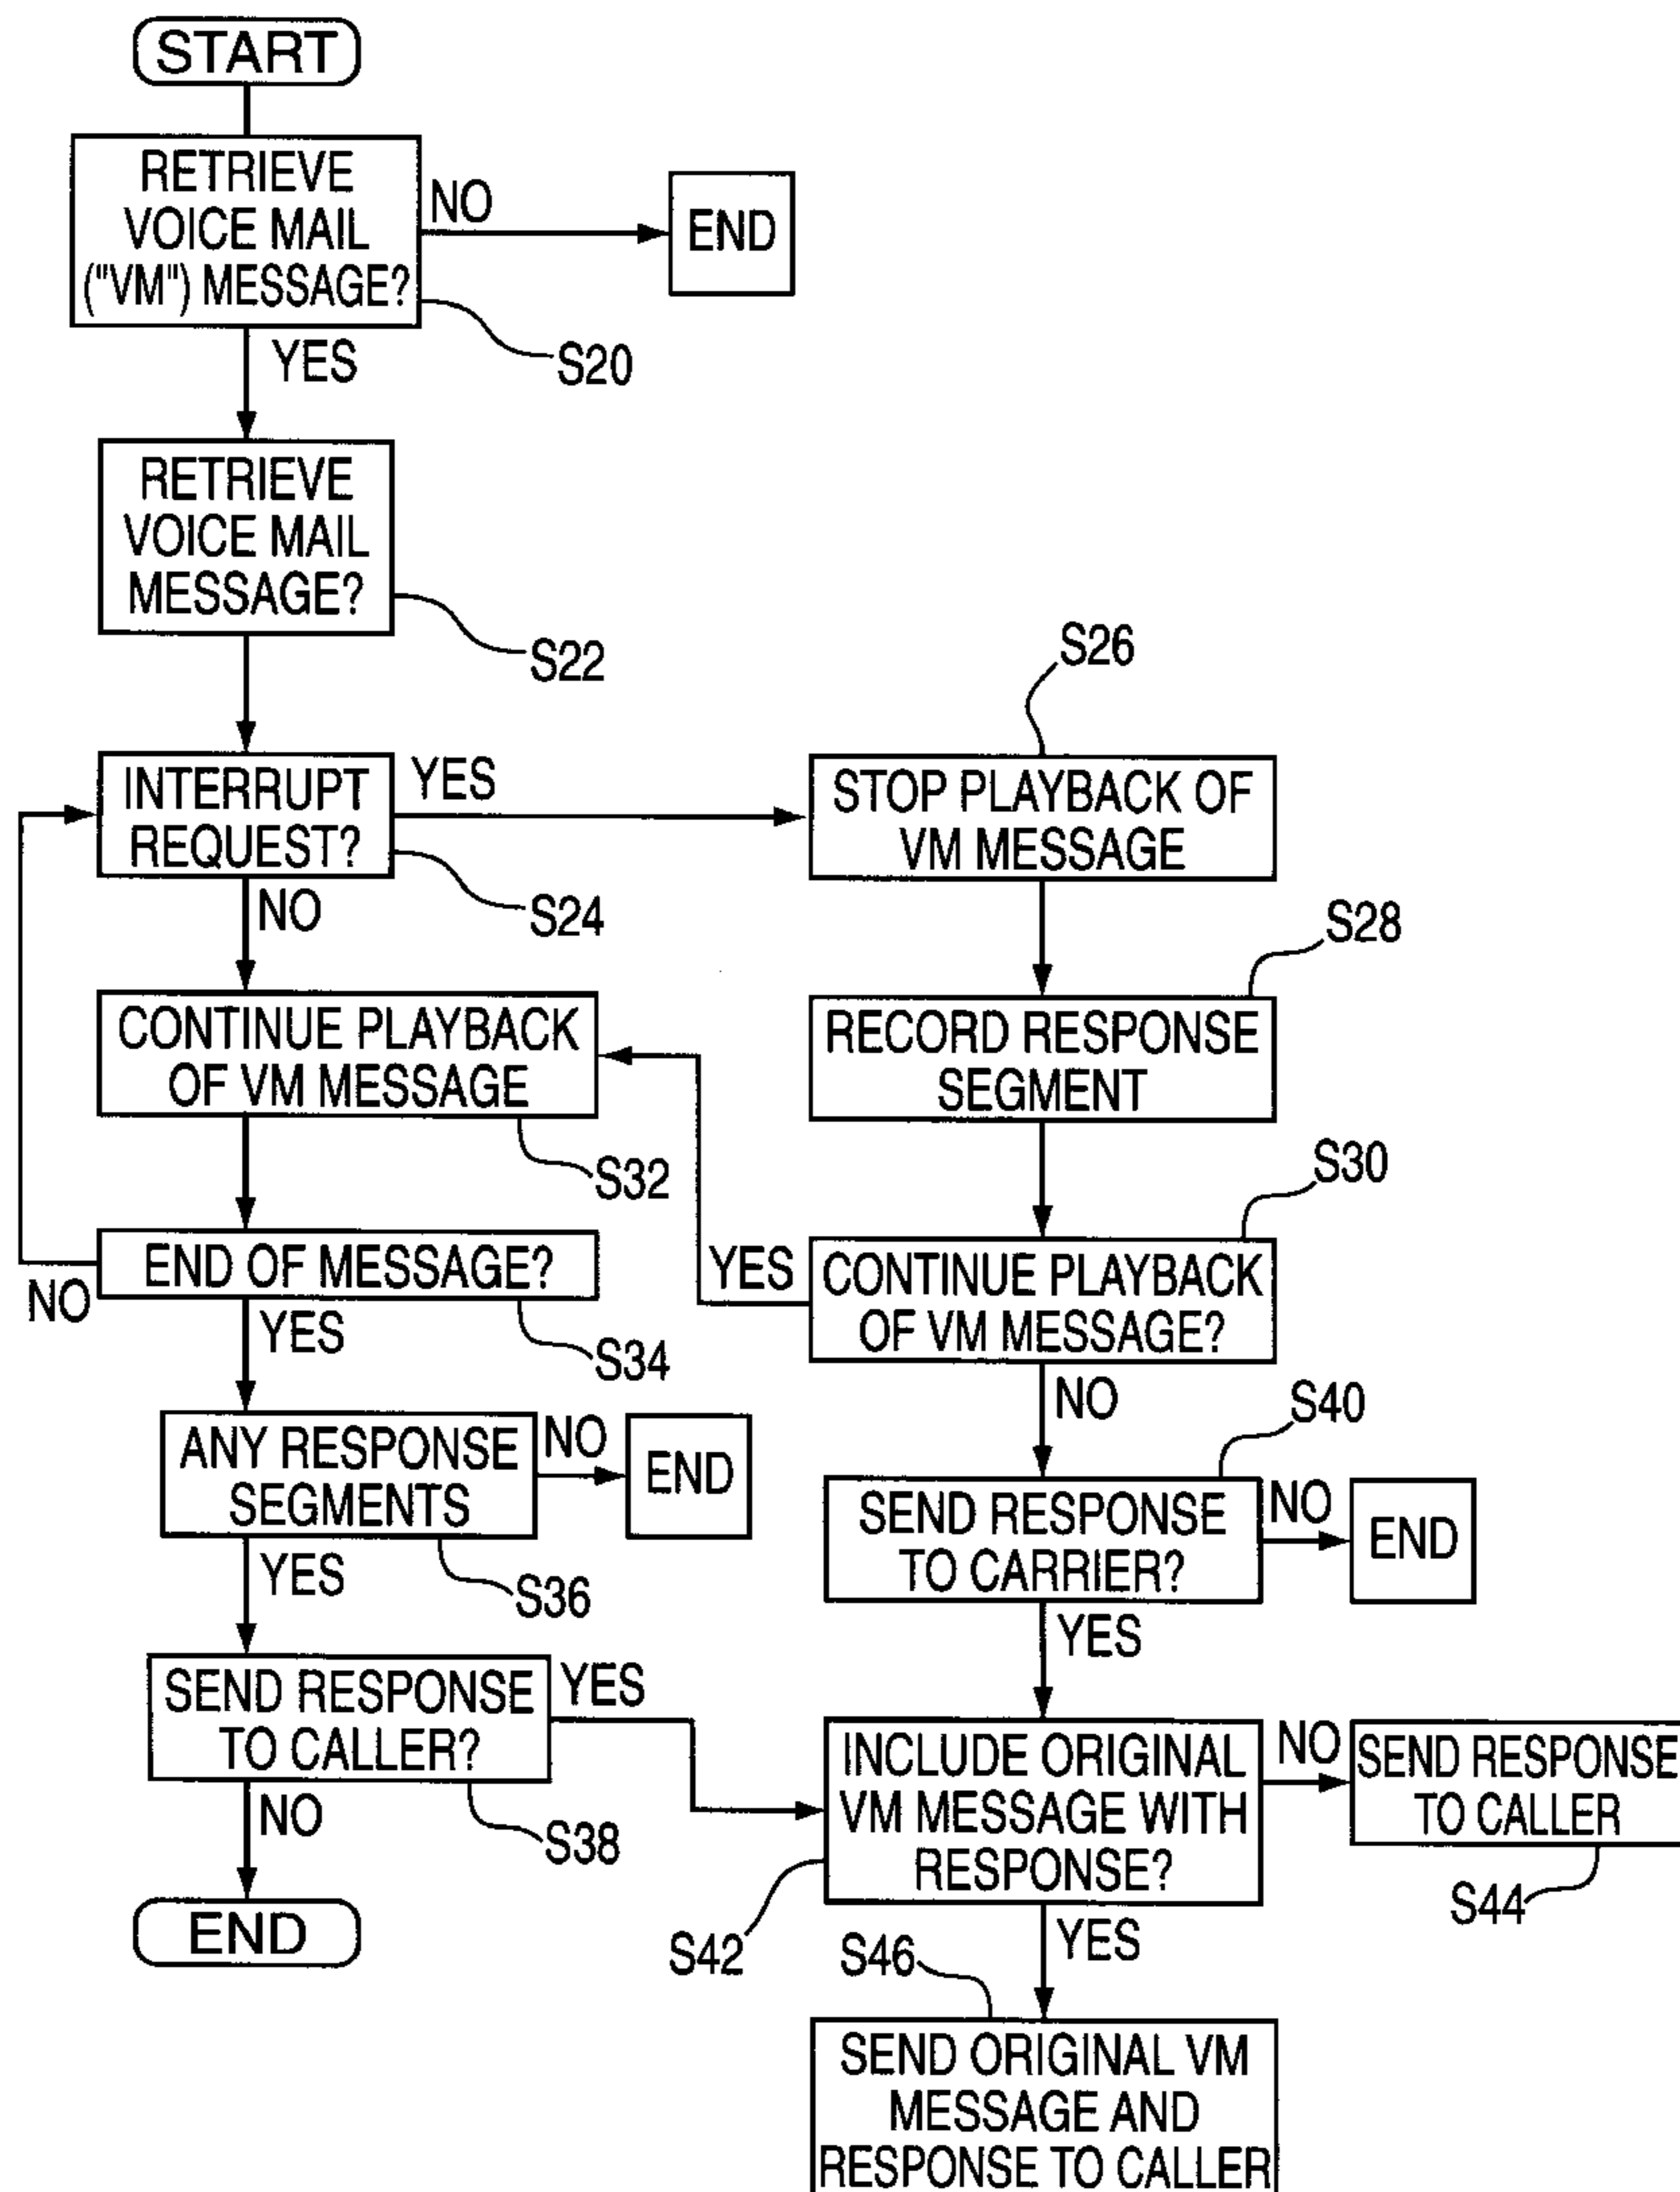 START
RETRIEVE
VOICE MAIL
("VM") MESSAGE?
NO
END
S20
YES
RETRIEVE
VOICE MAIL
MESSAGE?
S22
INTERRUPT
REQUEST?
YES
S24
NO
S26
STOP PLAYBACK OF
VM MESSAGE
S28
RECORD RESPONSE
SEGMENT
CONTINUE PLAYBACK
OF VM MESSAGE
S32
S30
CONTINUE PLAYBACK
OF VM MESSAGE?
YES
NO
END OF MESSAGE?
NO
YES
S34
ANY RESPONSE
SEGMENTS
NO
END
YES
S36
S40
SEND RESPONSE
TO CARRIER?
NO
END
YES
SEND RESPONSE
TO CALLER?
YES
NO
S38
END
INCLUDE ORIGINAL
VM MESSAGE WITH
RESPONSE?
NO
SEND RESPONSE
TO CALLER
S44
S42
YES
S46
SEND ORIGINAL VM
MESSAGE AND
RESPONSE TO CALLER